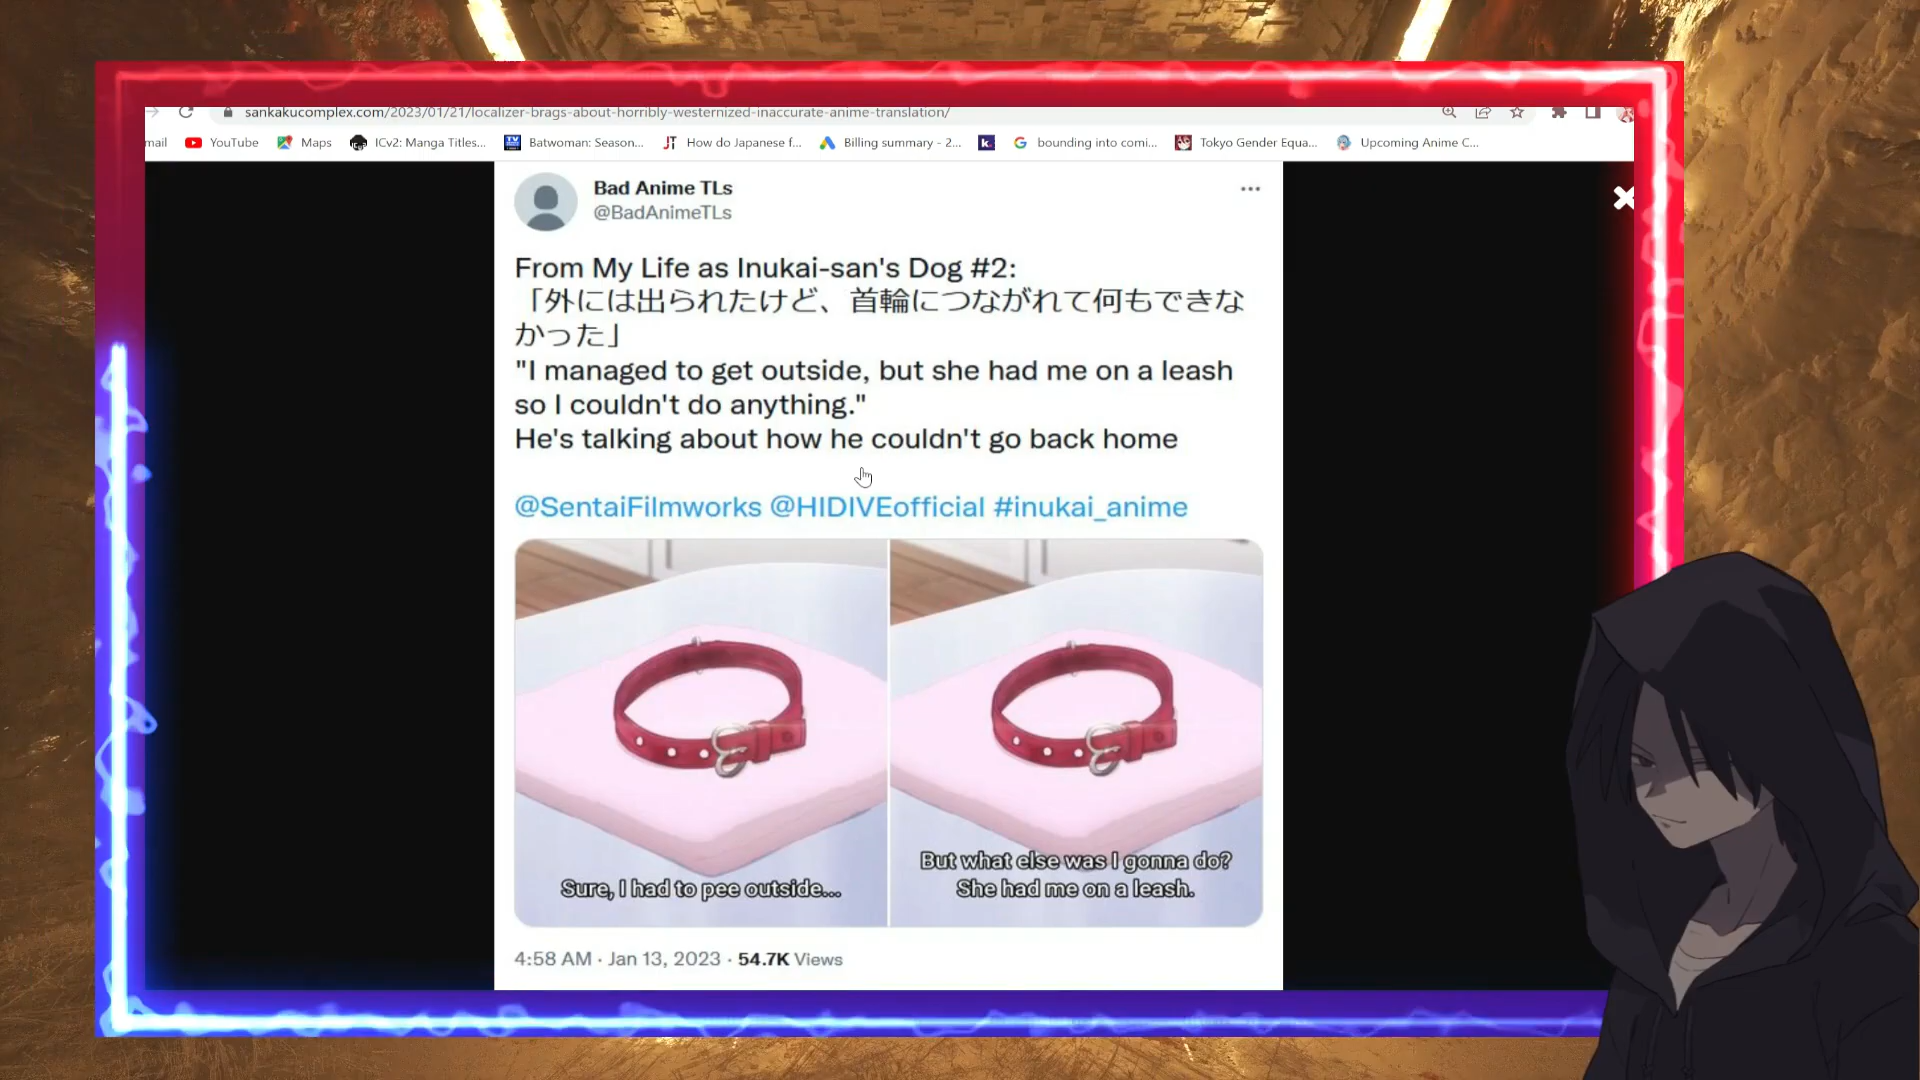 sankakucomplex.com/2023/01/21/localizer-brags-about-horribly-westernized-inaccurate-anime-translation/
mail YouTube Maps ICv2: Manga Titles... Batwoman: Season... How do Japanese f... Billing summary - 2... k. bounding into comi... Tokyo Gender Equa... Upcoming Anime C...
Bad Anime TLs
@BadAnimeTLs
From My Life as Inukai-san's Dog #2:
「外には出られたけど、首輪につながれて何もできな
かった」
"I managed to get outside, but she had me on a leash
so I couldn't do anything."
He's talking about how he couldn't go back home
@SentaiFilmworks @HIDIVEofficial #inukai_anime
Sure, I had to pee outside...
But what else was I gonna do?
She had me on a leash.
4:58 AM · Jan 13, 2023 · 54.7K Views